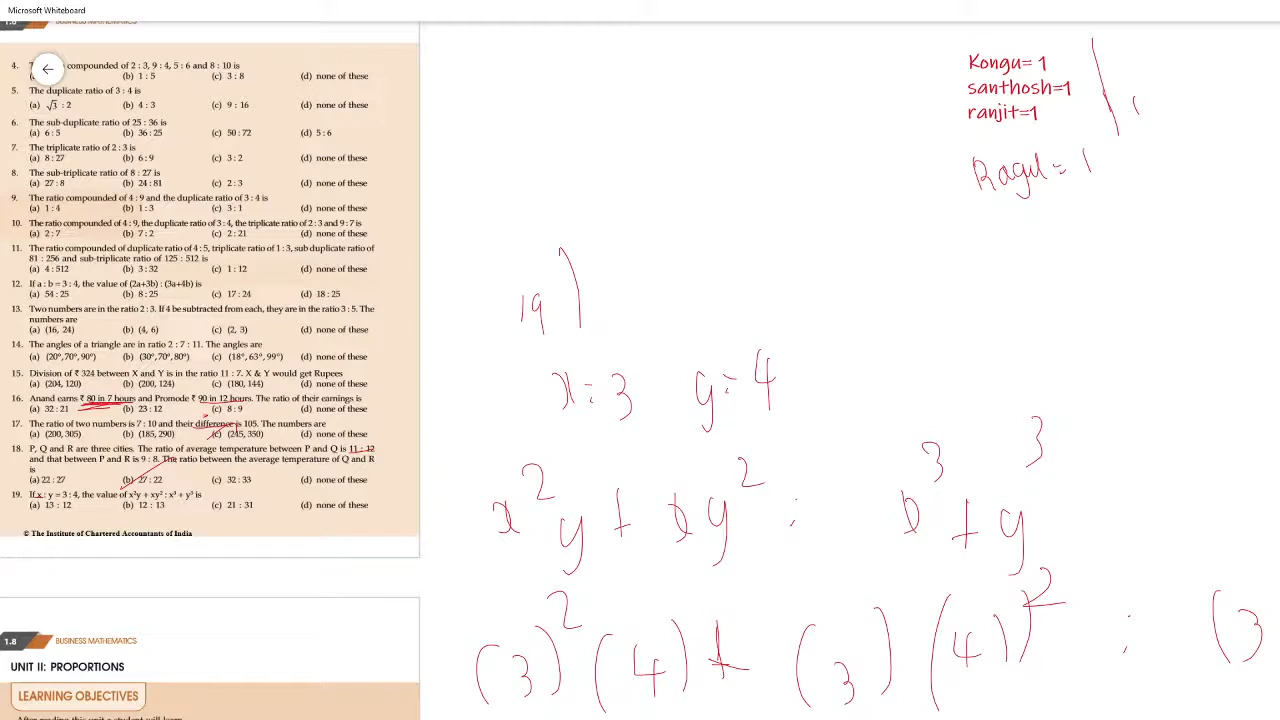 Microsoft Whiteboard
1.8 BUSINESS MATHEMATICS
4. compounded of 2 : 3, 9 : 4, 5 : 6 and 8 : 10 is
(b) 1 : 5 (c) 3 : 8 (d) none of these
5. The duplicate ratio of 3 : 4 is
(a) √3 : 2 (b) 4 : 3 (c) 9 : 16 (d) none of these
6. The sub-duplicate ratio of 25 : 36 is
(a) 6 : 5 (b) 36 : 25 (c) 50 : 72 (d) 5 : 6
7. The triplicate ratio of 2 : 3 is
(a) 8 : 27 (b) 6 : 9 (c) 3 : 2 (d) none of these
8. The sub-triplicate ratio of 8 : 27 is
(a) 27 : 8 (b) 24 : 81 (c) 2 : 3 (d) none of these
9. The ratio compounded of 4 : 9 and the duplicate ratio of 3 : 4 is
(a) 1 : 4 (b) 1 : 3 (c) 3 : 1 (d) none of these
10. The ratio compounded of 4 : 9, the duplicate ratio of 3 : 4, the triplicate ratio of 2 : 3 and 9 : 7 is
(a) 2 : 7 (b) 7 : 2 (c) 2 : 21 (d) none of these
11. The ratio compounded of duplicate ratio of 4 : 5, triplicate ratio of 1 : 3, sub duplicate ratio of
81 : 256 and sub-triplicate ratio of 125 : 512 is
(a) 4 : 512 (b) 3 : 32 (c) 1 : 12 (d) none of these
12. If a : b = 3 : 4, the value of (2a+3b) : (3a+4b) is
(a) 54 : 25 (b) 8 : 25 (c) 17 : 24 (d) 18 : 25
13. Two numbers are in the ratio 2 : 3. If 4 be subtracted from each, they are in the ratio 3 : 5. The
numbers are
(a) (16, 24) (b) (4, 6) (c) (2, 3) (d) none of these
14. The angles of a triangle are in ratio 2 : 7 : 11. The angles are
(a) (20°, 70°, 90°) (b) (30°, 70°, 80°) (c) (18°, 63°, 99°) (d) none of these
15. Division of ₹ 324 between X and Y is in the ratio 11 : 7. X & Y would get Rupees
(a) (204, 120) (b) (200, 124) (c) (180, 144) (d) none of these
16. Anand earns ₹ 80 in 7 hours and Promode ₹ 90 in 12 hours. The ratio of their earnings is
(a) 32 : 21 (b) 23 : 12 (c) 8 : 9 (d) none of these
17. The ratio of two numbers is 7 : 10 and their difference is 105. The numbers are
(a) (200, 305) (b) (185, 290) (c) (245, 350) (d) none of these
18. P, Q and R are three cities. The ratio of average temperature between P and Q is 11 : 12
and that between P and R is 9 : 8. The ratio between the average temperature of Q and R
is
(a) 22 : 27 (b) 27 : 22 (c) 32 : 33 (d) none of these
19. If x : y = 3 : 4, the value of x²y + xy² : x³ + y³ is
(a) 13 : 12 (b) 12 : 13 (c) 21 : 31 (d) none of these
© The Institute of Chartered Accountants of India
1.8 BUSINESS MATHEMATICS
UNIT II: PROPORTIONS
LEARNING OBJECTIVES
Kongu= 1
santhosh=1
ranjit=1
Ragul = 1
19)
x = 3 y = 4
x²y + xy² : x³ + y³
(3)² (4) + (3) (4)² : (3